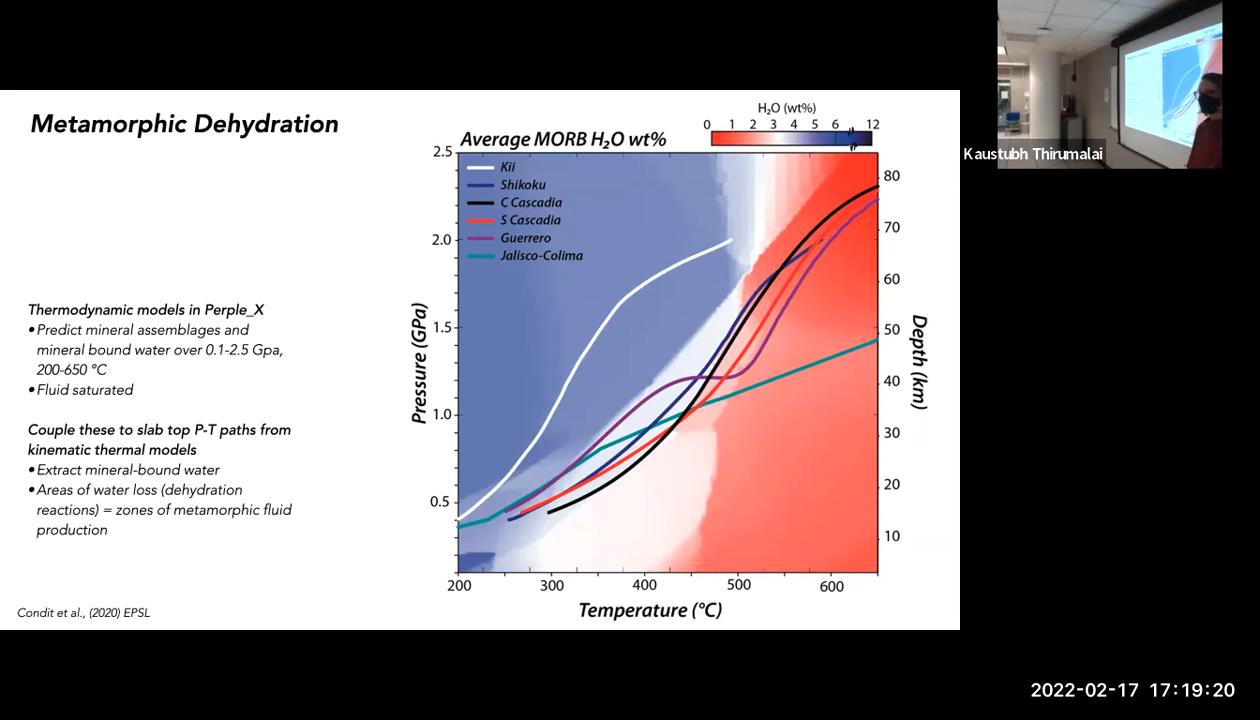 Metamorphic Dehydration
Thermodynamic models in Perple_X
• Predict mineral assemblages and
mineral bound water over 0.1-2.5 Gpa,
200-650 °C
• Fluid saturated
Couple these to slab top P-T paths from
kinematic thermal models
• Extract mineral-bound water
• Areas of water loss (dehydration
reactions) = zones of metamorphic fluid
production
Condit et al., (2020) EPSL
H₂O (wt%)
0 1 2 3 4 5 6 12
Average MORB H₂O wt%
Kii
Shikoku
C Cascadia
S Cascadia
Guerrero
Jalisco-Colima
Pressure (GPa)
2.5
2.0
1.5
1.0
0.5
80
70
60
50
40
30
20
10
Depth (km)
200 300 400 500 600
Temperature (°C)
Kaustubh Thirumalai
2022-02-17 17:19:20